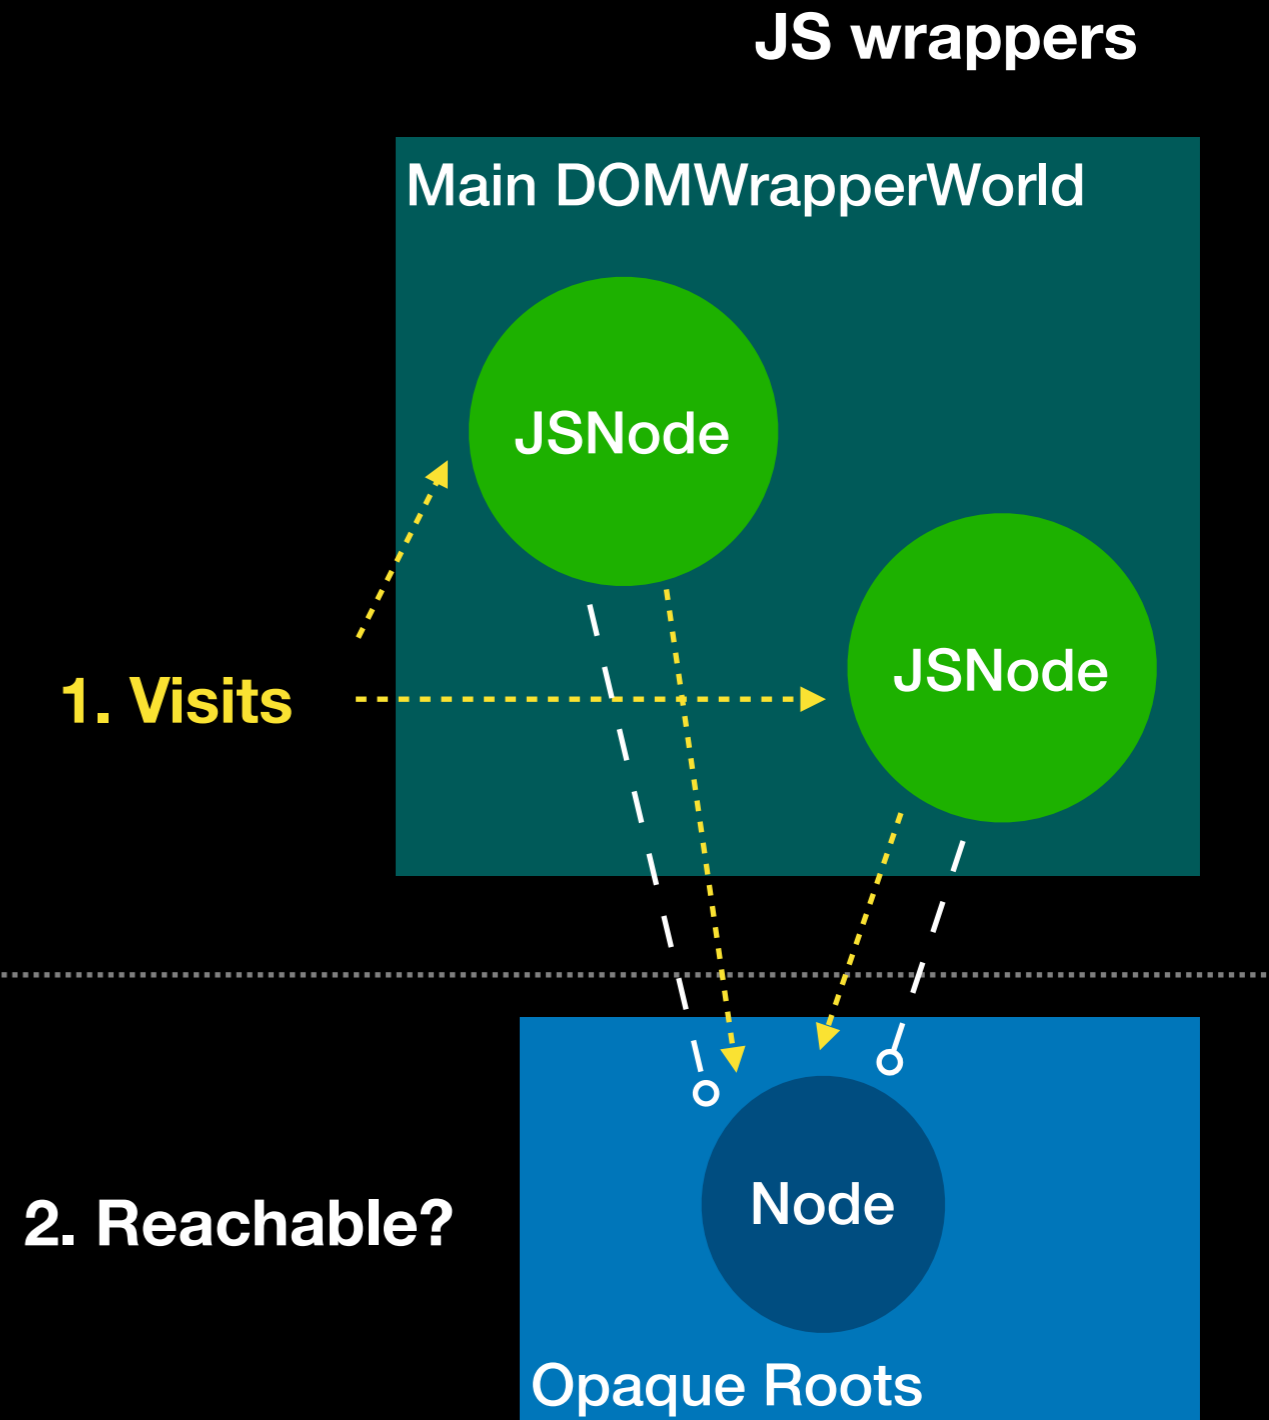 JS wrappers
Main DOMWrapperWorld
JSNode
JSNode
1. Visits
Node
2. Reachable?
Opaque Roots